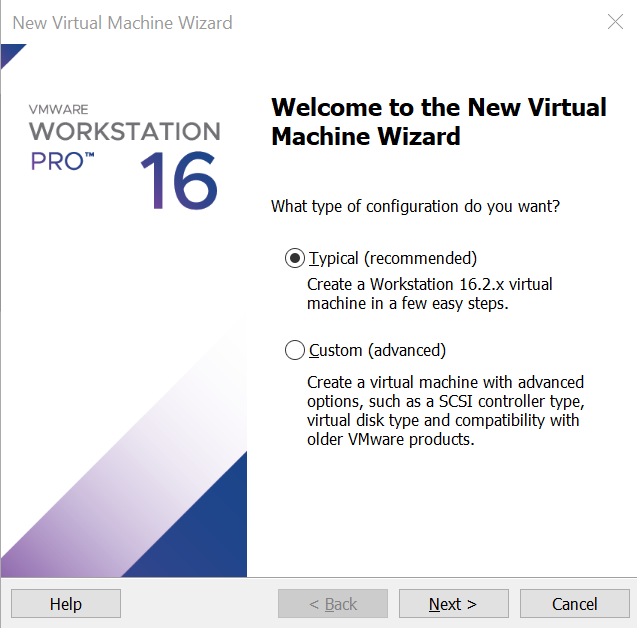 New Virtual Machine Wizard
VMWARE
WORKSTATION
PRO™ 16
Welcome to the New Virtual
Machine Wizard
What type of configuration do you want?
Typical (recommended)
Create a Workstation 16.2.x virtual
machine in a few easy steps.
Custom (advanced)
Create a virtual machine with advanced
options, such as a SCSI controller type,
virtual disk type and compatibility with
older VMware products.
Help < Back Next > Cancel